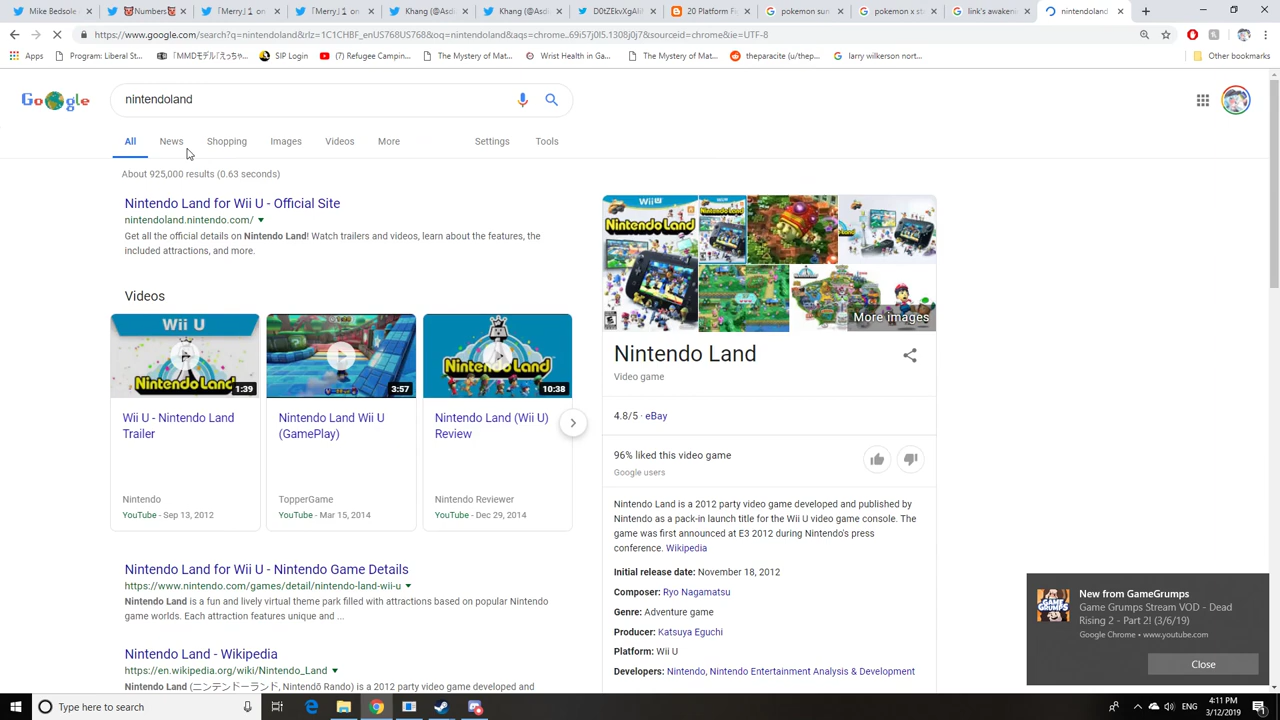 Mike Bedsole
[Numbers
[Merry
[Merry
Khang (@Asd
Khang (@Asd
D0tZEkvXgAI
20 Platform F
pokemon sun
pokemon x st
link's awaken
nintendoland
https://www.google.com/search?q=nintendoland&rlz=1C1CHBF_enUS768US768&oq=nintendoland&aqs=chrome..69i57j0l5.1308j0j7&sourceid=chrome&ie=UTF-8
Apps
Program: Liberal St
SIP Login
(7) Refugee Campin
The Mystery of Mat
Wrist Health in Ga
The Mystery of Mat
theparacite (u/thep
larry wilkerson nort
Other bookmarks
Google
nintendoland
All News Shopping Images Videos More Settings Tools
About 925,000 results (0.63 seconds)
Nintendo Land for Wii U - Official Site
nintendoland.nintendo.com/
Get all the official details on Nintendo Land! Watch trailers and videos, learn about the features, the
included attractions, and more.
Videos
Wii U
Nintendo Land
1:39
Wii U - Nintendo Land
Trailer
Nintendo
YouTube - Sep 13, 2012
3:57
Nintendo Land Wii U
(GamePlay)
TopperGame
YouTube - Mar 15, 2014
Nintendo Land
10:38
Nintendo Land (Wii U)
Review
Nintendo Reviewer
YouTube - Dec 29, 2014
Nintendo Land for Wii U - Nintendo Game Details
https://www.nintendo.com/games/detail/nintendo-land-wii-u
Nintendo Land is a fun and lively virtual theme park filled with attractions based on popular Nintendo
game worlds. Each attraction features unique and ...
Nintendo Land - Wikipedia
https://en.wikipedia.org/wiki/Nintendo_Land
Nintendo Land (ニンテンドーランド, Nintendō Rando) is a 2012 party video game developed and
Wii U
Nintendo Land
More images
Nintendo Land
Video game
4.8/5 · eBay
96% liked this video game
Google users
Nintendo Land is a 2012 party video game developed and published by
Nintendo as a pack-in launch title for the Wii U video game console. The
game was first announced at E3 2012 during Nintendo's press
conference. Wikipedia
Initial release date: November 18, 2012
Composer: Ryo Nagamatsu
Genre: Adventure game
Producer: Katsuya Eguchi
Platform: Wii U
Developers: Nintendo, Nintendo Entertainment Analysis & Development
New from GameGrumps
Game Grumps Stream VOD - Dead
Rising 2 - Part 2! (3/6/19)
Google Chrome • www.youtube.com
Close
Type here to search
ENG
4:11 PM
3/12/2019